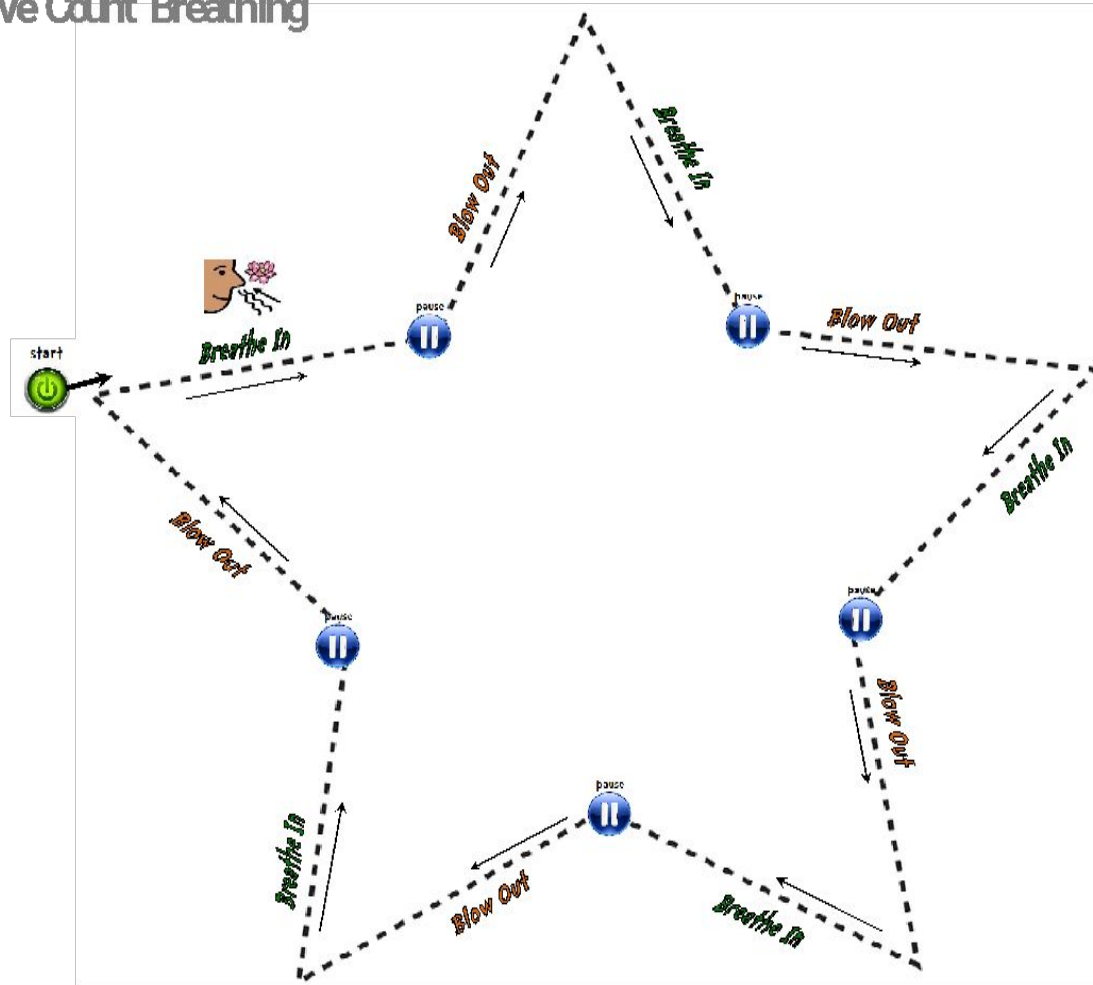 ve Count Breathing
start
Breathe In
pause
Blow Out
Breathe In
pause
Blow Out
Breathe In
pause
Blow Out
Breathe In
pause
Blow Out
Breathe In
pause
Blow Out